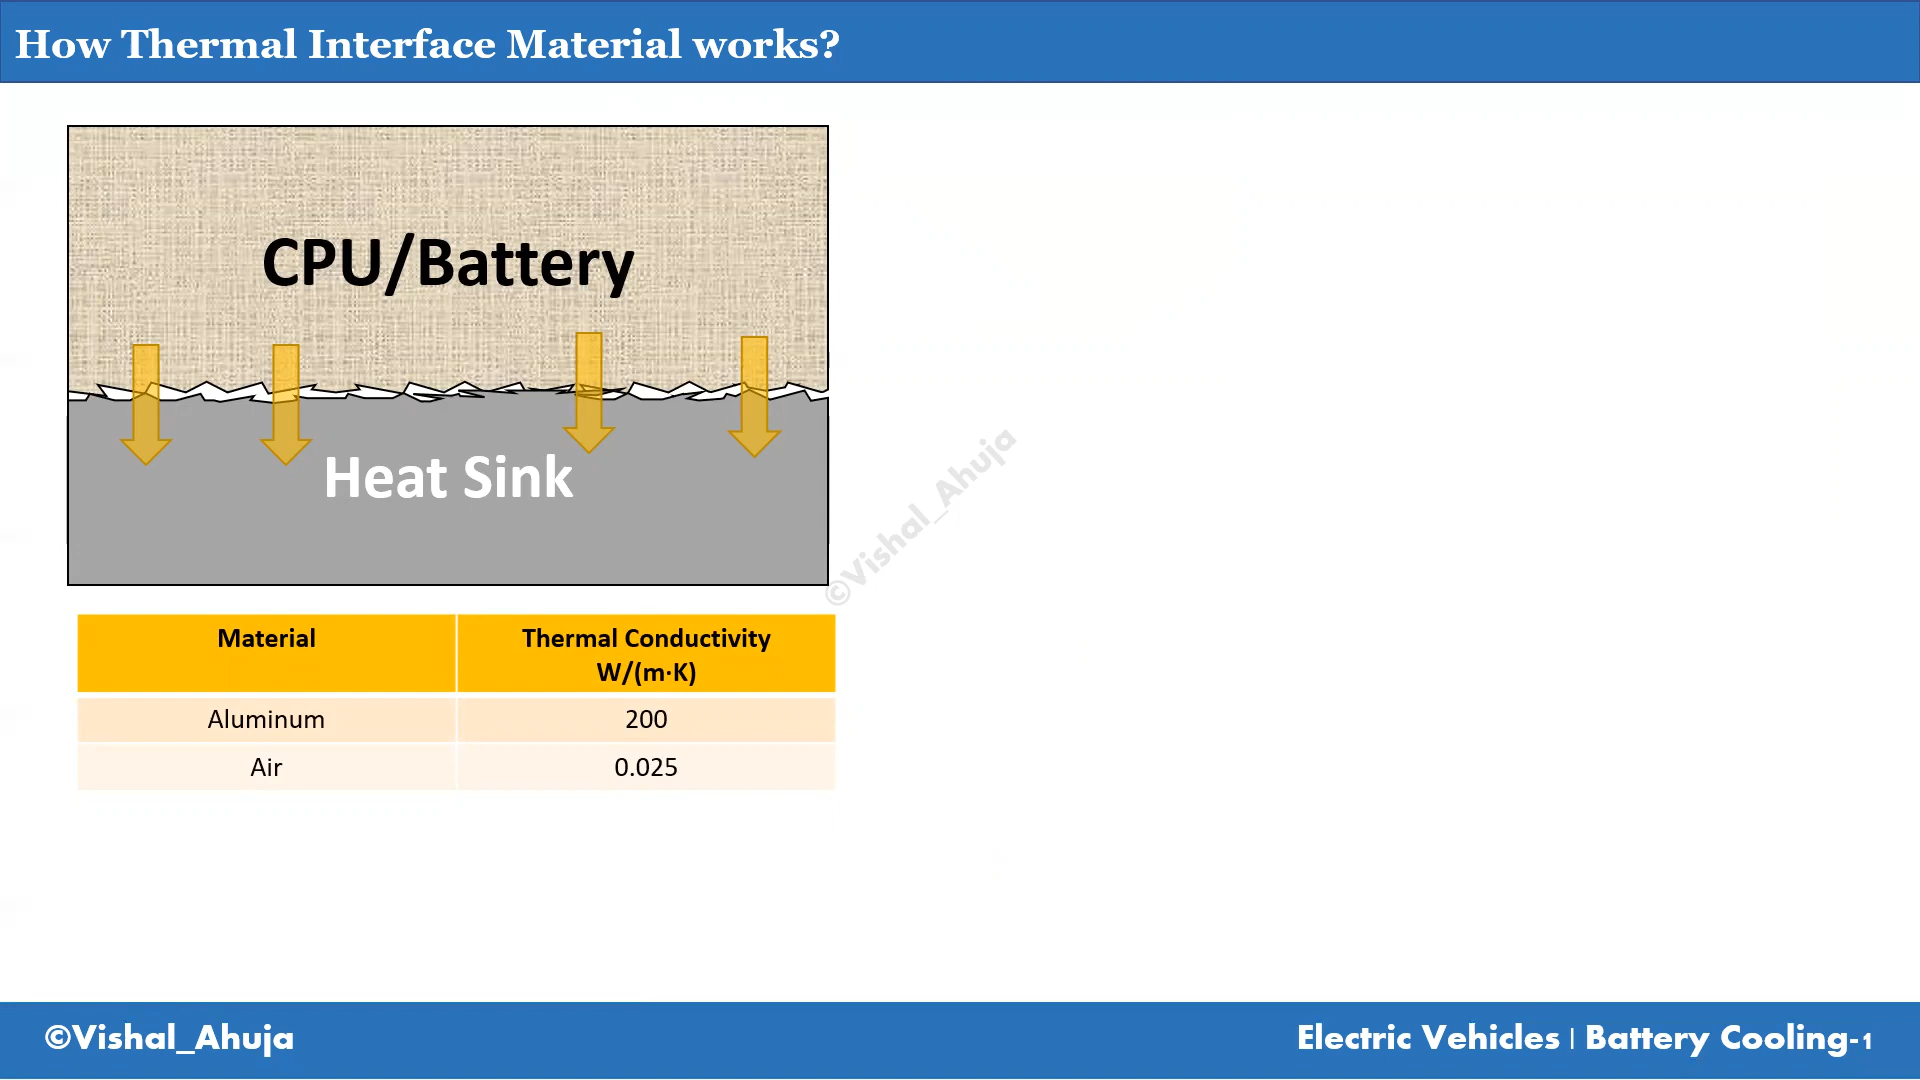 How Thermal Interface Material works?
CPU/Battery
Heat Sink
©Vishal_Ahuja
Material
Thermal Conductivity
W/(m·K)
Aluminum 200
Air 0.025
©Vishal_Ahuja
Electric Vehicles | Battery Cooling-1